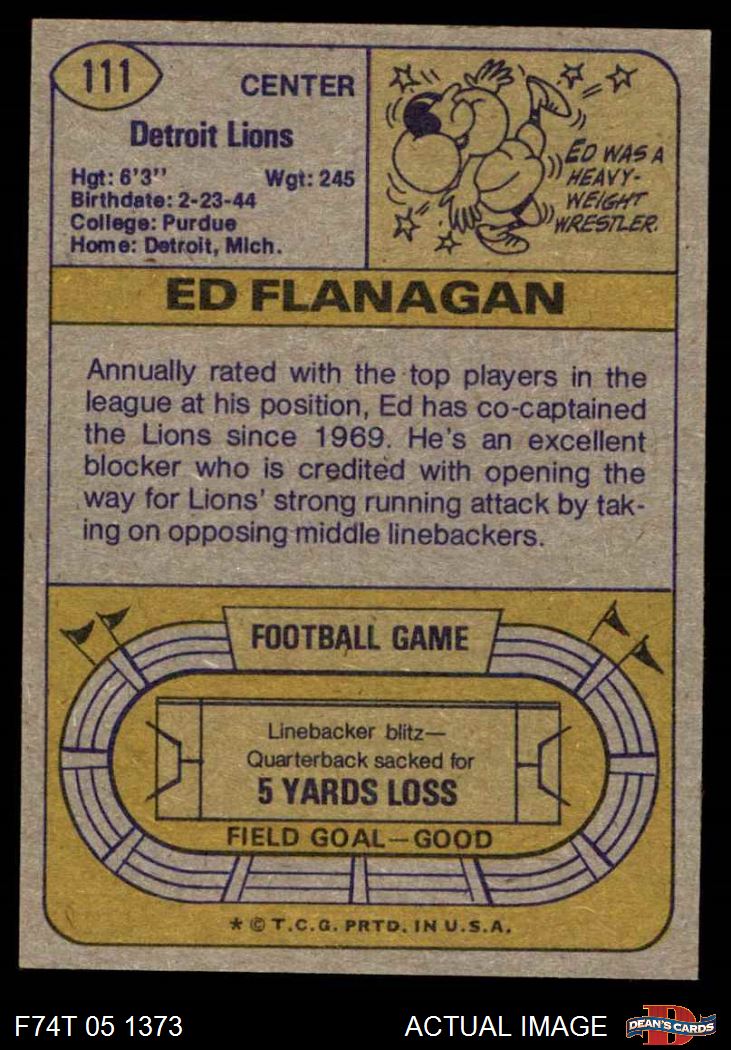 111
CENTER
Detroit Lions
Hgt: 6'3'' Wgt: 245
Birthdate: 2-23-44
College: Purdue
Home: Detroit, Mich.
ED WAS A
HEAVY-
WEIGHT
WRESTLER.
ED FLANAGAN
Annually rated with the top players in the
league at his position, Ed has co-captained
the Lions since 1969. He's an excellent
blocker who is credited with opening the
way for Lions' strong running attack by tak-
ing on opposing middle linebackers.
FOOTBALL GAME
Linebacker blitz—
Quarterback sacked for
5 YARDS LOSS
FIELD GOAL—GOOD
* © T.C.G. PRTD. IN U.S.A.
F74T 05 1373
ACTUAL IMAGE
D
DEAN'S CARDS